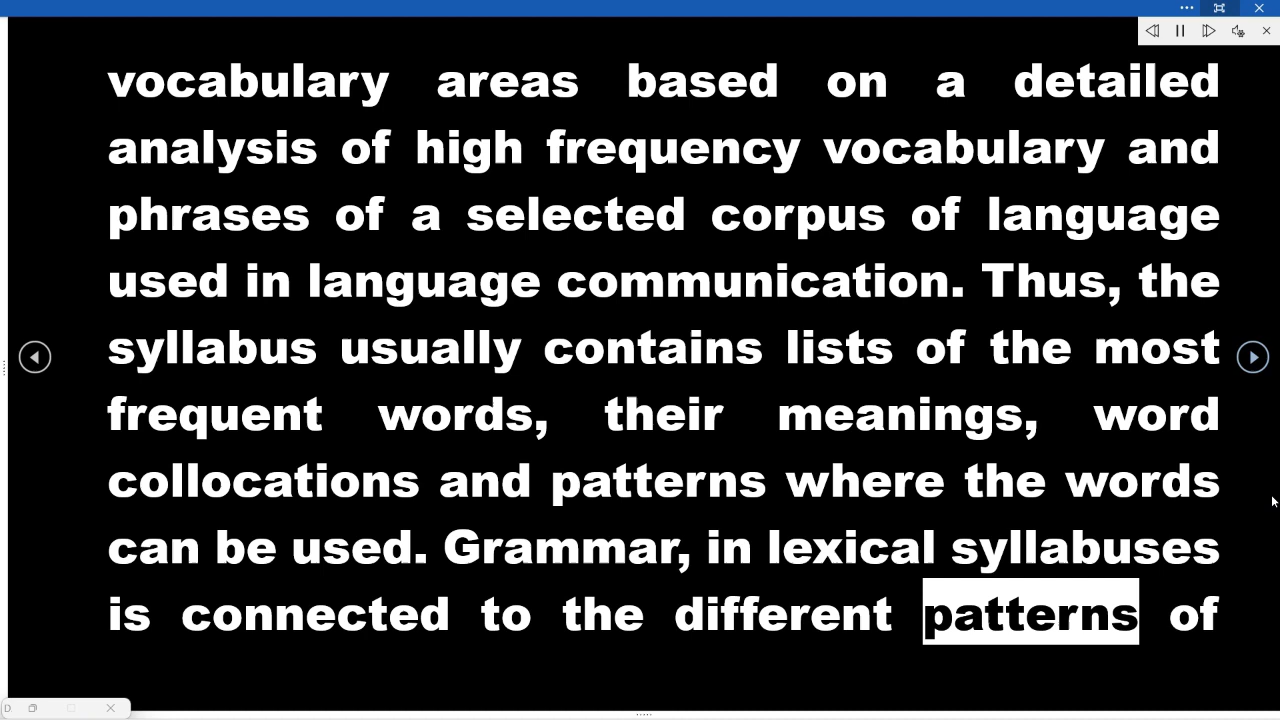 vocabulary areas based on a detailed
analysis of high frequency vocabulary and
phrases of a selected corpus of language
used in language communication. Thus, the
syllabus usually contains lists of the most
frequent words, their meanings, word
collocations and patterns where the words
can be used. Grammar, in lexical syllabuses
is connected to the different patterns of
D